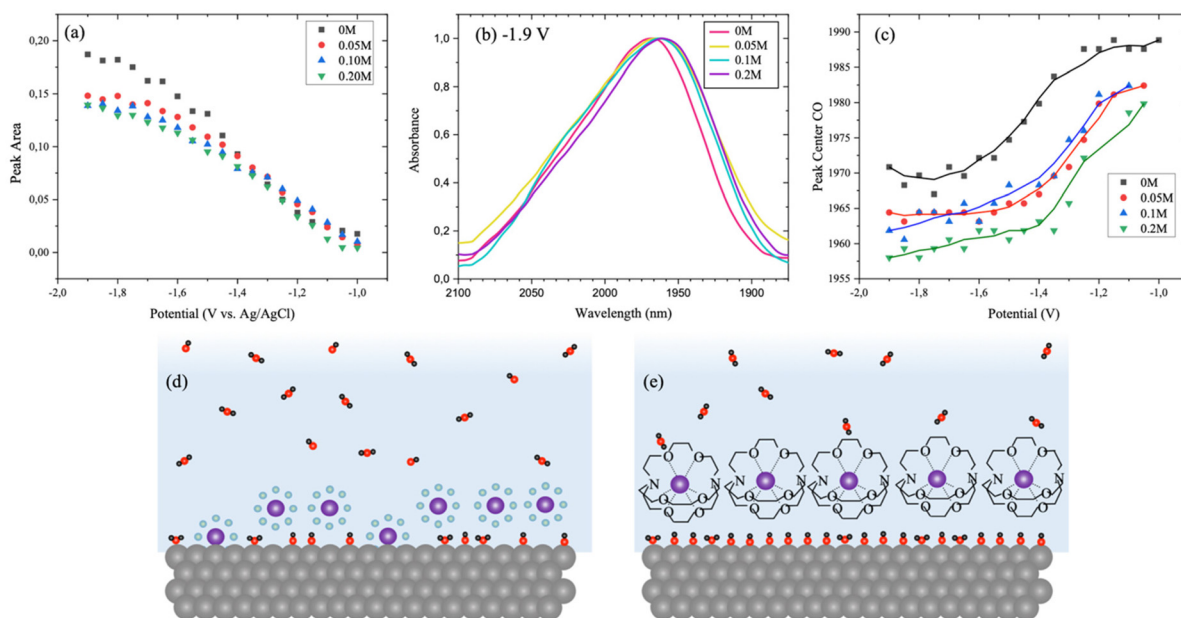 (a)
0M
0.05M
0.10M
0.20M
0,20
0,15
0,10
0,05
0,00
Peak Area
-2,0 -1,8 -1,6 -1,4 -1,2 -1,0
Potential (V vs. Ag/AgCl)
(b) -1.9 V
0M
0.05M
0.1M
0.2M
1,0
0,8
0,6
0,4
0,2
0,0
Absorbance
2100 2050 2000 1950 1900
Wavelength (nm)
(c)
1990
1985
1980
1975
1970
1965
1960
1955
Peak Center CO
0M
0.05M
0.1M
0.2M
-2,0 -1,8 -1,6 -1,4 -1,2 -1,0
Potential (V)
(d)
(e)
O O O O O O O O O O
N N N N N N N N N N
O O O O O O O O O O
O O O O O O O O O O